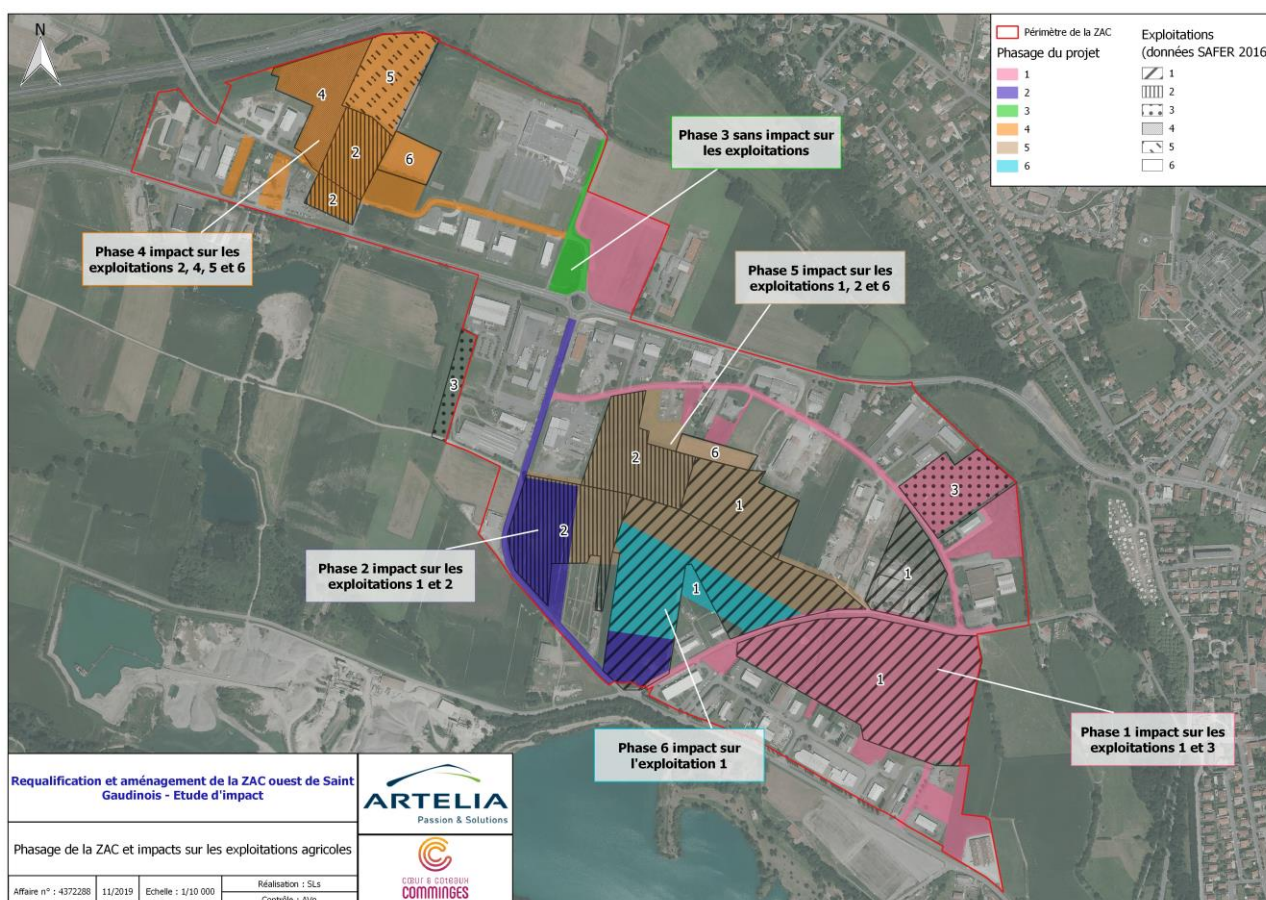 N
Périmètre de la ZAC
Phasage du projet
1
2
3
4
5
6
Exploitations
(données SAFER 2016
1
2
3
4
5
6
Phase 3 sans impact sur
les exploitations
4
5
2
6
2
Phase 4 impact sur les
exploitations 2, 4, 5 et 6
Phase 5 impact sur les
exploitations 1, 2 et 6
3
2
6
1
3
2
1
1
1
Phase 2 impact sur les
exploitations 1 et 2
Phase 6 impact sur
l'exploitation 1
Phase 1 impact sur les
exploitations 1 et 3
Requalification et aménagement de la ZAC ouest de Saint
Gaudinois - Etude d'impact
ARTELIA
Passion & Solutions
Phasage de la ZAC et impacts sur les exploitations agricoles
cœur & coteaux
COMMINGES
Affaire n° : 4372288
11/2019
Echelle : 1/10 000
Réalisation : SLs
Contrôle : AVe